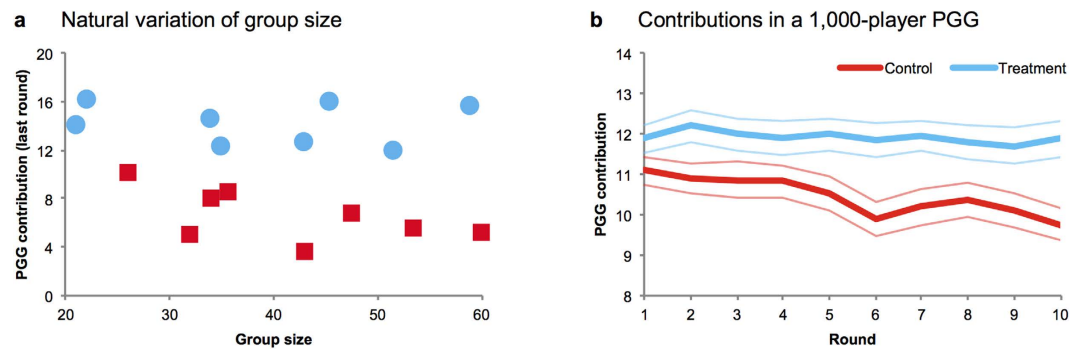 a Natural variation of group size
PGG contribution (last round)
20
16
12
8
4
0
20 30 40 50 60
Group size
b Contributions in a 1,000-player PGG
Control Treatment
PGG contribution
14
13
12
11
10
9
8
1 2 3 4 5 6 7 8 9 10
Round